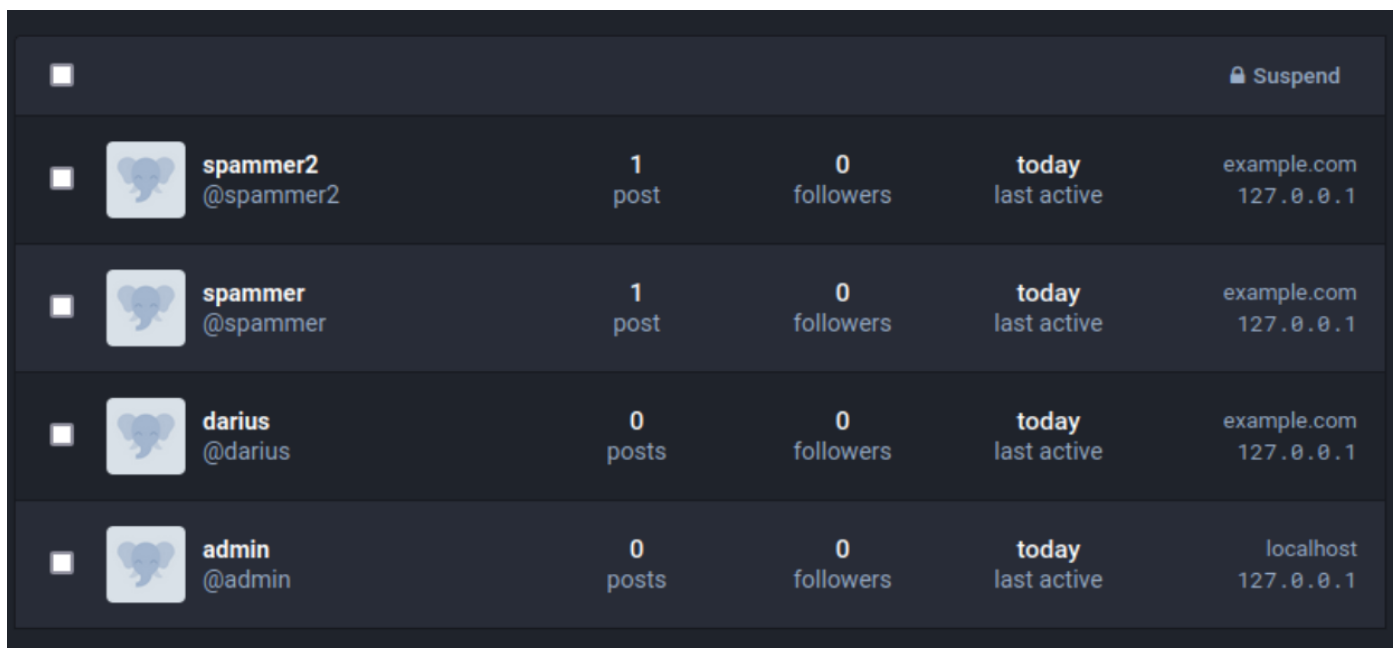 Suspend
spammer2 1 0 today example.com
@spammer2 post followers last active 127.0.0.1
spammer 1 0 today example.com
@spammer post followers last active 127.0.0.1
darius 0 0 today example.com
@darius posts followers last active 127.0.0.1
admin 0 0 today localhost
@admin posts followers last active 127.0.0.1